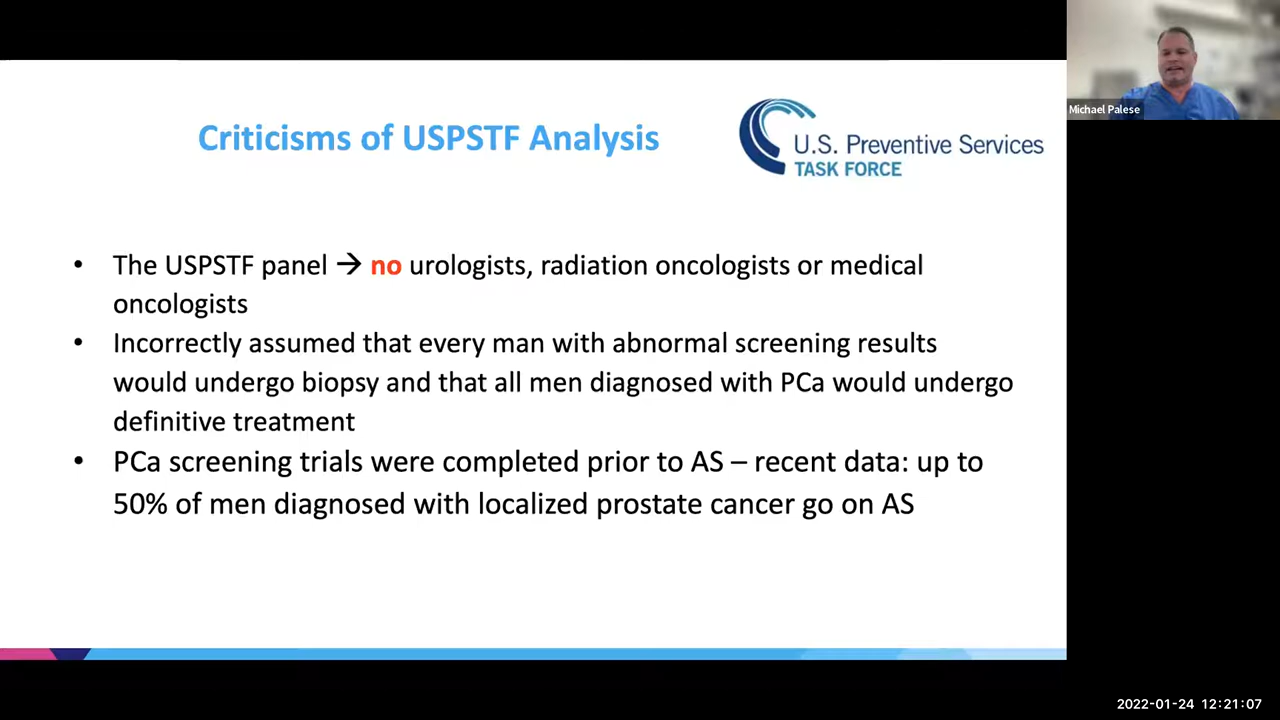 Michael Palese
Criticisms of USPSTF Analysis
U.S. Preventive Services
TASK FORCE
• The USPSTF panel → no urologists, radiation oncologists or medical
oncologists
• Incorrectly assumed that every man with abnormal screening results
would undergo biopsy and that all men diagnosed with PCa would undergo
definitive treatment
• PCa screening trials were completed prior to AS – recent data: up to
50% of men diagnosed with localized prostate cancer go on AS
2022-01-24 12:21:07